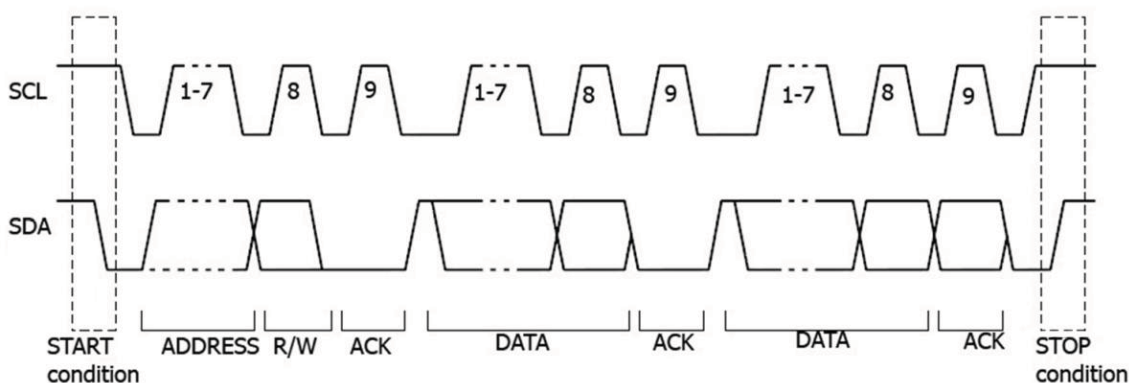 SCL 1-7 8 9 1-7 8 9 1-7 8 9
SDA
START condition ADDRESS R/W ACK DATA ACK DATA ACK STOP condition